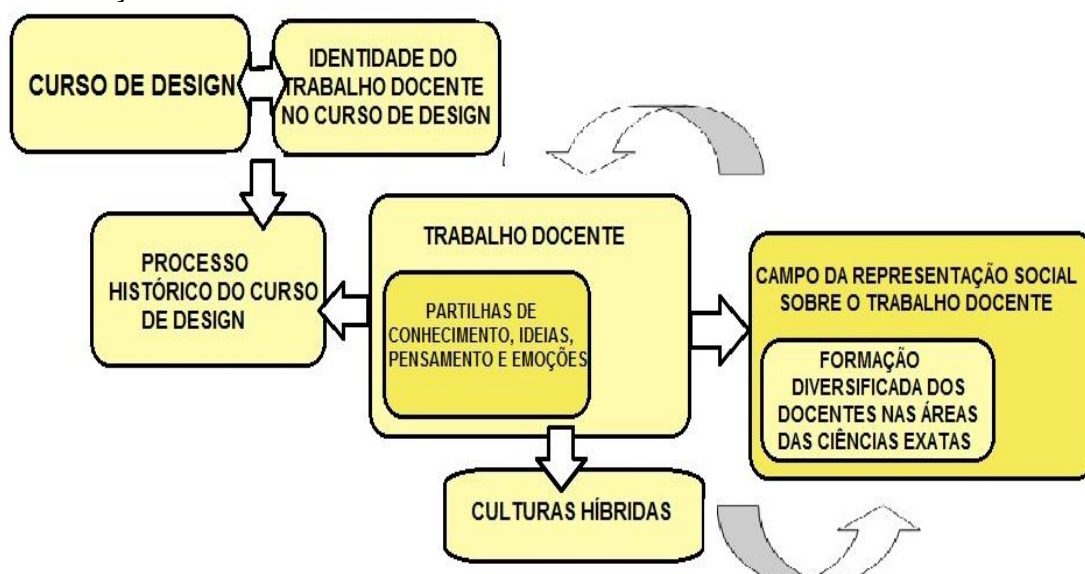 CURSO DE DESIGN
IDENTIDADE DO
TRABALHO DOCENTE
NO CURSO DE DESIGN
PROCESSO
HISTÓRICO DO CURSO
DE DESIGN
TRABALHO DOCENTE
PARTILHAS DE
CONHECIMENTO, IDEIAS,
PENSAMENTO E EMOÇÕES
CAMPO DA REPRESENTAÇÃO SOCIAL
SOBRE O TRABALHO DOCENTE
FORMAÇÃO
DIVERSIFICADA DOS
DOCENTES NAS ÁREAS
DAS CIÊNCIAS EXATAS
CULTURAS HÍBRIDAS